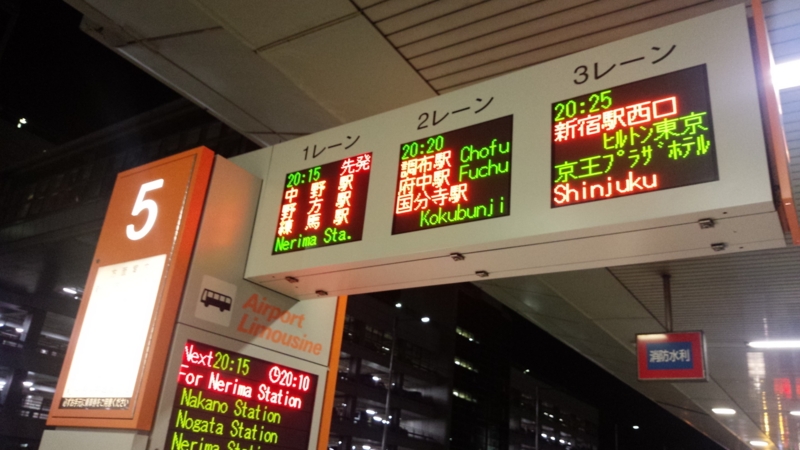 1レーン
20:15 先発
中野駅
野方駅
練馬駅
Nerima Sta.
2レーン
20:20
調布駅 Chofu
府中駅 Fuchu
国分寺駅
Kokubunji
3レーン
20:25
新宿駅西口
ヒルトン東京
京王プラザホテル
Shinjuku
5
Airport
Limousine
Next 20:15 20:10
For Nerima Station
Nakano Station
Nogata Station
Nerima
消防水利